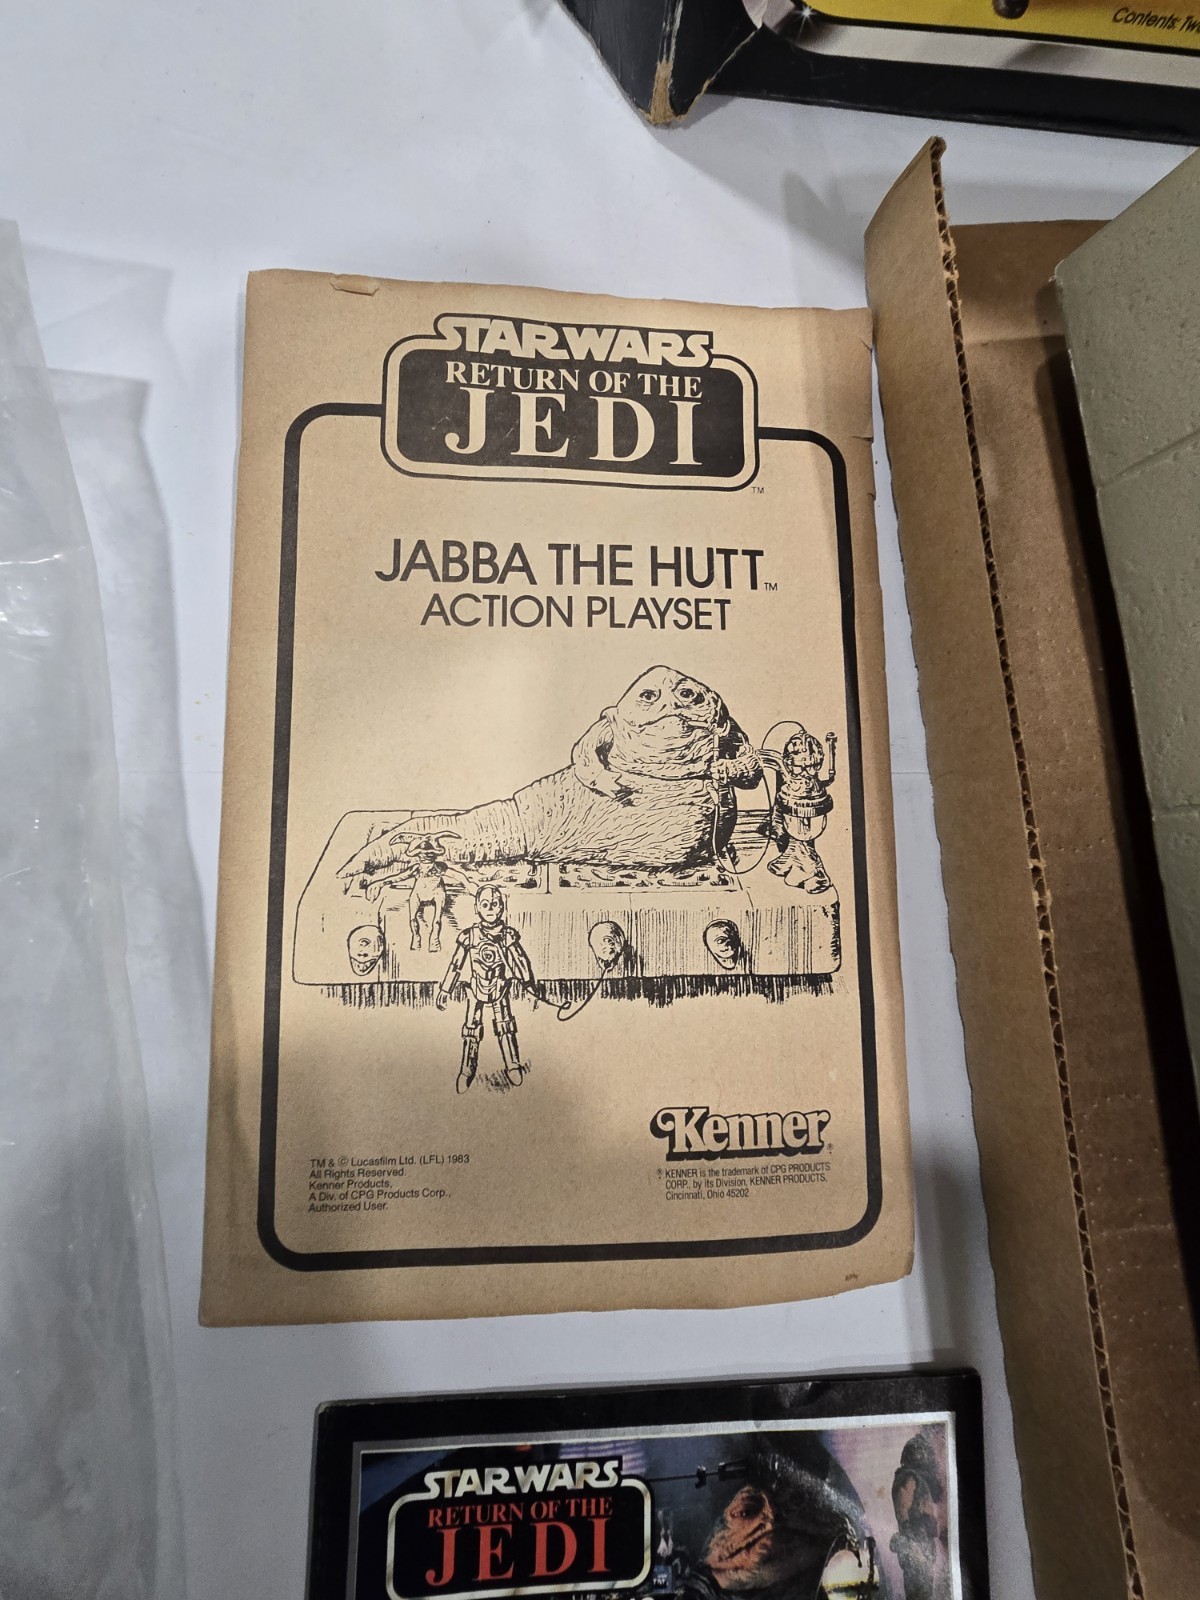 Contents: Tw
STAR WARS
RETURN OF THE
JEDI
TM
JABBA THE HUTT TM
ACTION PLAYSET
Kenner ®
TM & © Lucasfilm Ltd. (LFL) 1983
All Rights Reserved.
Kenner Products,
A Div. of CPG Products Corp.,
Authorized User.
® KENNER is the trademark of CPG PRODUCTS
CORP., by its Division, KENNER PRODUCTS,
Cincinnati, Ohio 45202.
STAR WARS
RETURN OF THE
JEDI